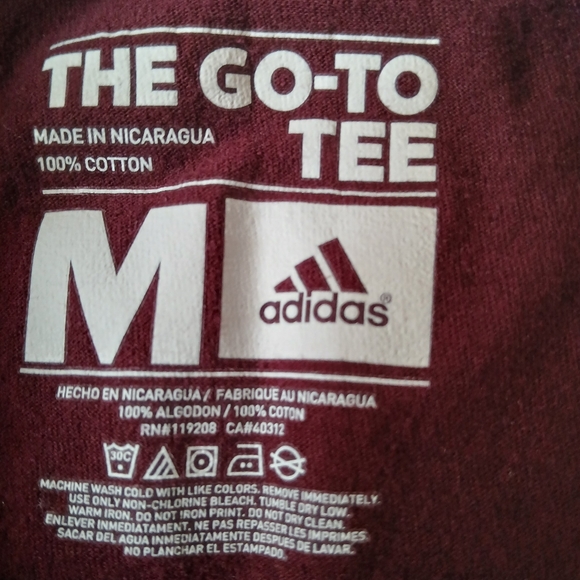 THE GO-TO
TEE
MADE IN NICARAGUA
100% COTTON
M
adidas®
HECHO EN NICARAGUA / FABRIQUE AU NICARAGUA
100% ALGODON / 100% COTON
RN#119208 CA#40312
30C
MACHINE WASH COLD WITH LIKE COLORS. REMOVE IMMEDIATELY.
USE ONLY NON-CHLORINE BLEACH. TUMBLE DRY LOW.
WARM IRON. DO NOT IRON PRINT. DO NOT DRY CLEAN.
ENLEVER INMEDIATAMENT. NE PAS REPASSER LES IMPRIMES.
SACAR DEL AGUA INMEDIATAMENTE DESPUES DE LAVAR.
NO PLANCHAR EL ESTAMPADO.